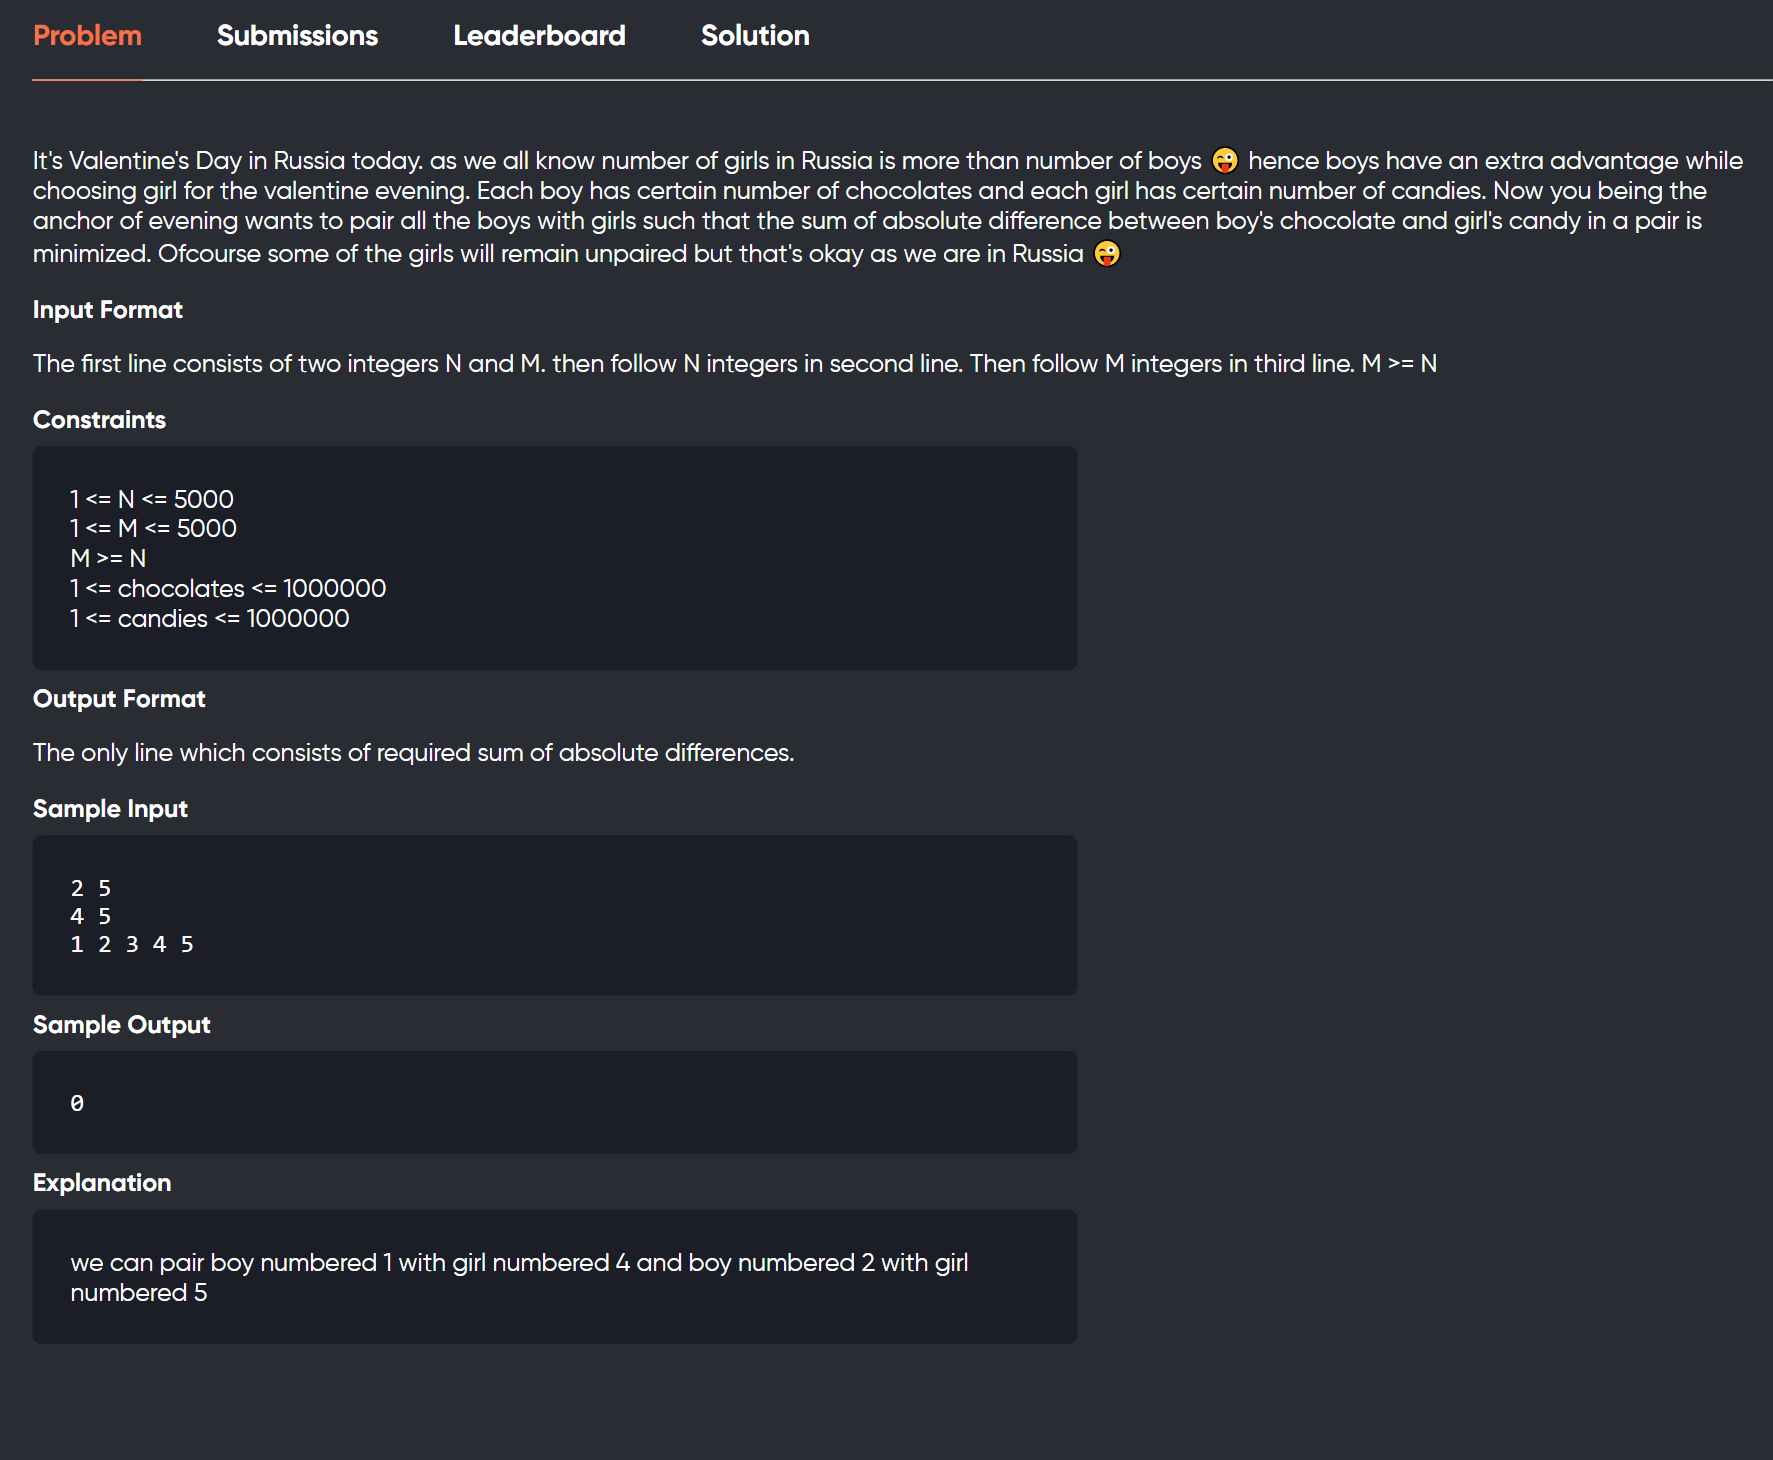 Problem Submissions Leaderboard Solution
It's Valentine's Day in Russia today. as we all know number of girls in Russia is more than number of boys 😜 hence boys have an extra advantage while
choosing girl for the valentine evening. Each boy has certain number of chocolates and each girl has certain number of candies. Now you being the
anchor of evening wants to pair all the boys with girls such that the sum of absolute difference between boy's chocolate and girl's candy in a pair is
minimized. Ofcourse some of the girls will remain unpaired but that's okay as we are in Russia 😜
Input Format
The first line consists of two integers N and M. then follow N integers in second line. Then follow M integers in third line. M >= N
Constraints
1 <= N <= 5000
1 <= M <= 5000
M >= N
1 <= chocolates <= 1000000
1 <= candies <= 1000000
Output Format
The only line which consists of required sum of absolute differences.
Sample Input
2 5
4 5
1 2 3 4 5
Sample Output
0
Explanation
we can pair boy numbered 1 with girl numbered 4 and boy numbered 2 with girl
numbered 5